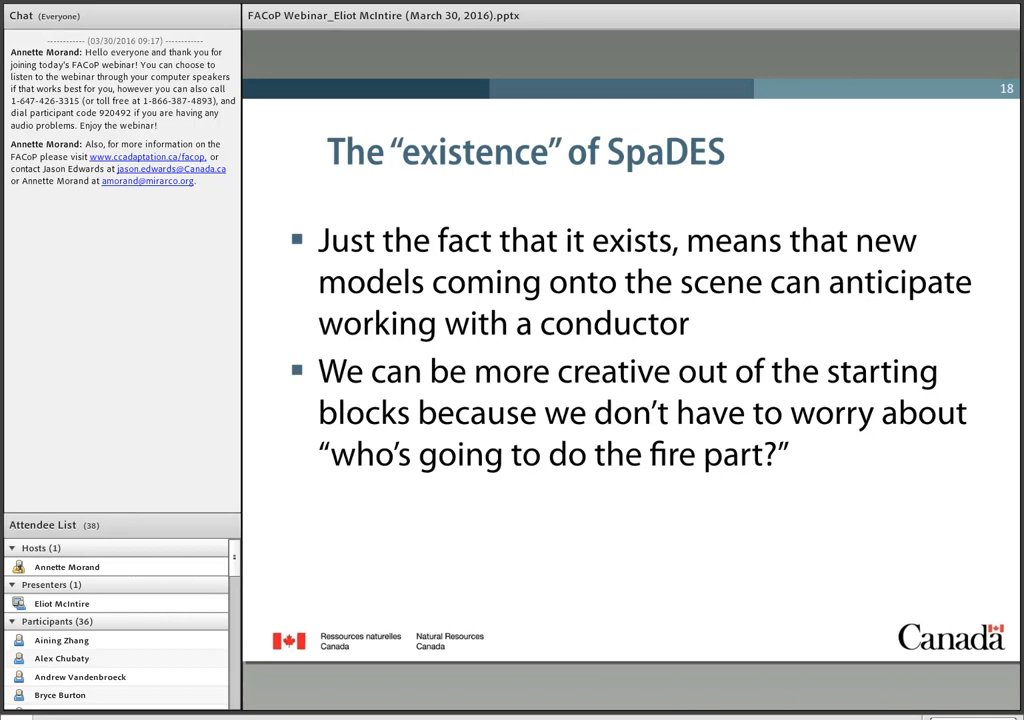 Chat (Everyone)
------------ (03/30/2016 09:17) ------------
Annette Morand: Hello everyone and thank you for
joining today's FACoP webinar! You can choose to
listen to the webinar through your computer speakers
if that works best for you, however you can also call
1-647-426-3315 (or toll free at 1-866-387-4893), and
dial participant code 920492 if you are having any
audio problems. Enjoy the webinar!
Annette Morand: Also, for more information on the
FACoP please visit www.ccadaptation.ca/facop, or
contact Jason Edwards at jason.edwards@Canada.ca
or Annette Morand at amorand@mirarco.org.
Attendee List (38)
Hosts (1)
Annette Morand
Presenters (1)
Eliot McIntire
Participants (36)
Aining Zhang
Alex Chubaty
Andrew Vandenbroeck
Bryce Burton
FACoP Webinar_Eliot McIntire (March 30, 2016).pptx
18
The “existence” of SpaDES
▪ Just the fact that it exists, means that new
models coming onto the scene can anticipate
working with a conductor
▪ We can be more creative out of the starting
blocks because we don’t have to worry about
“who’s going to do the fire part?”
Ressources naturelles Natural Resources
Canada Canada
Canada